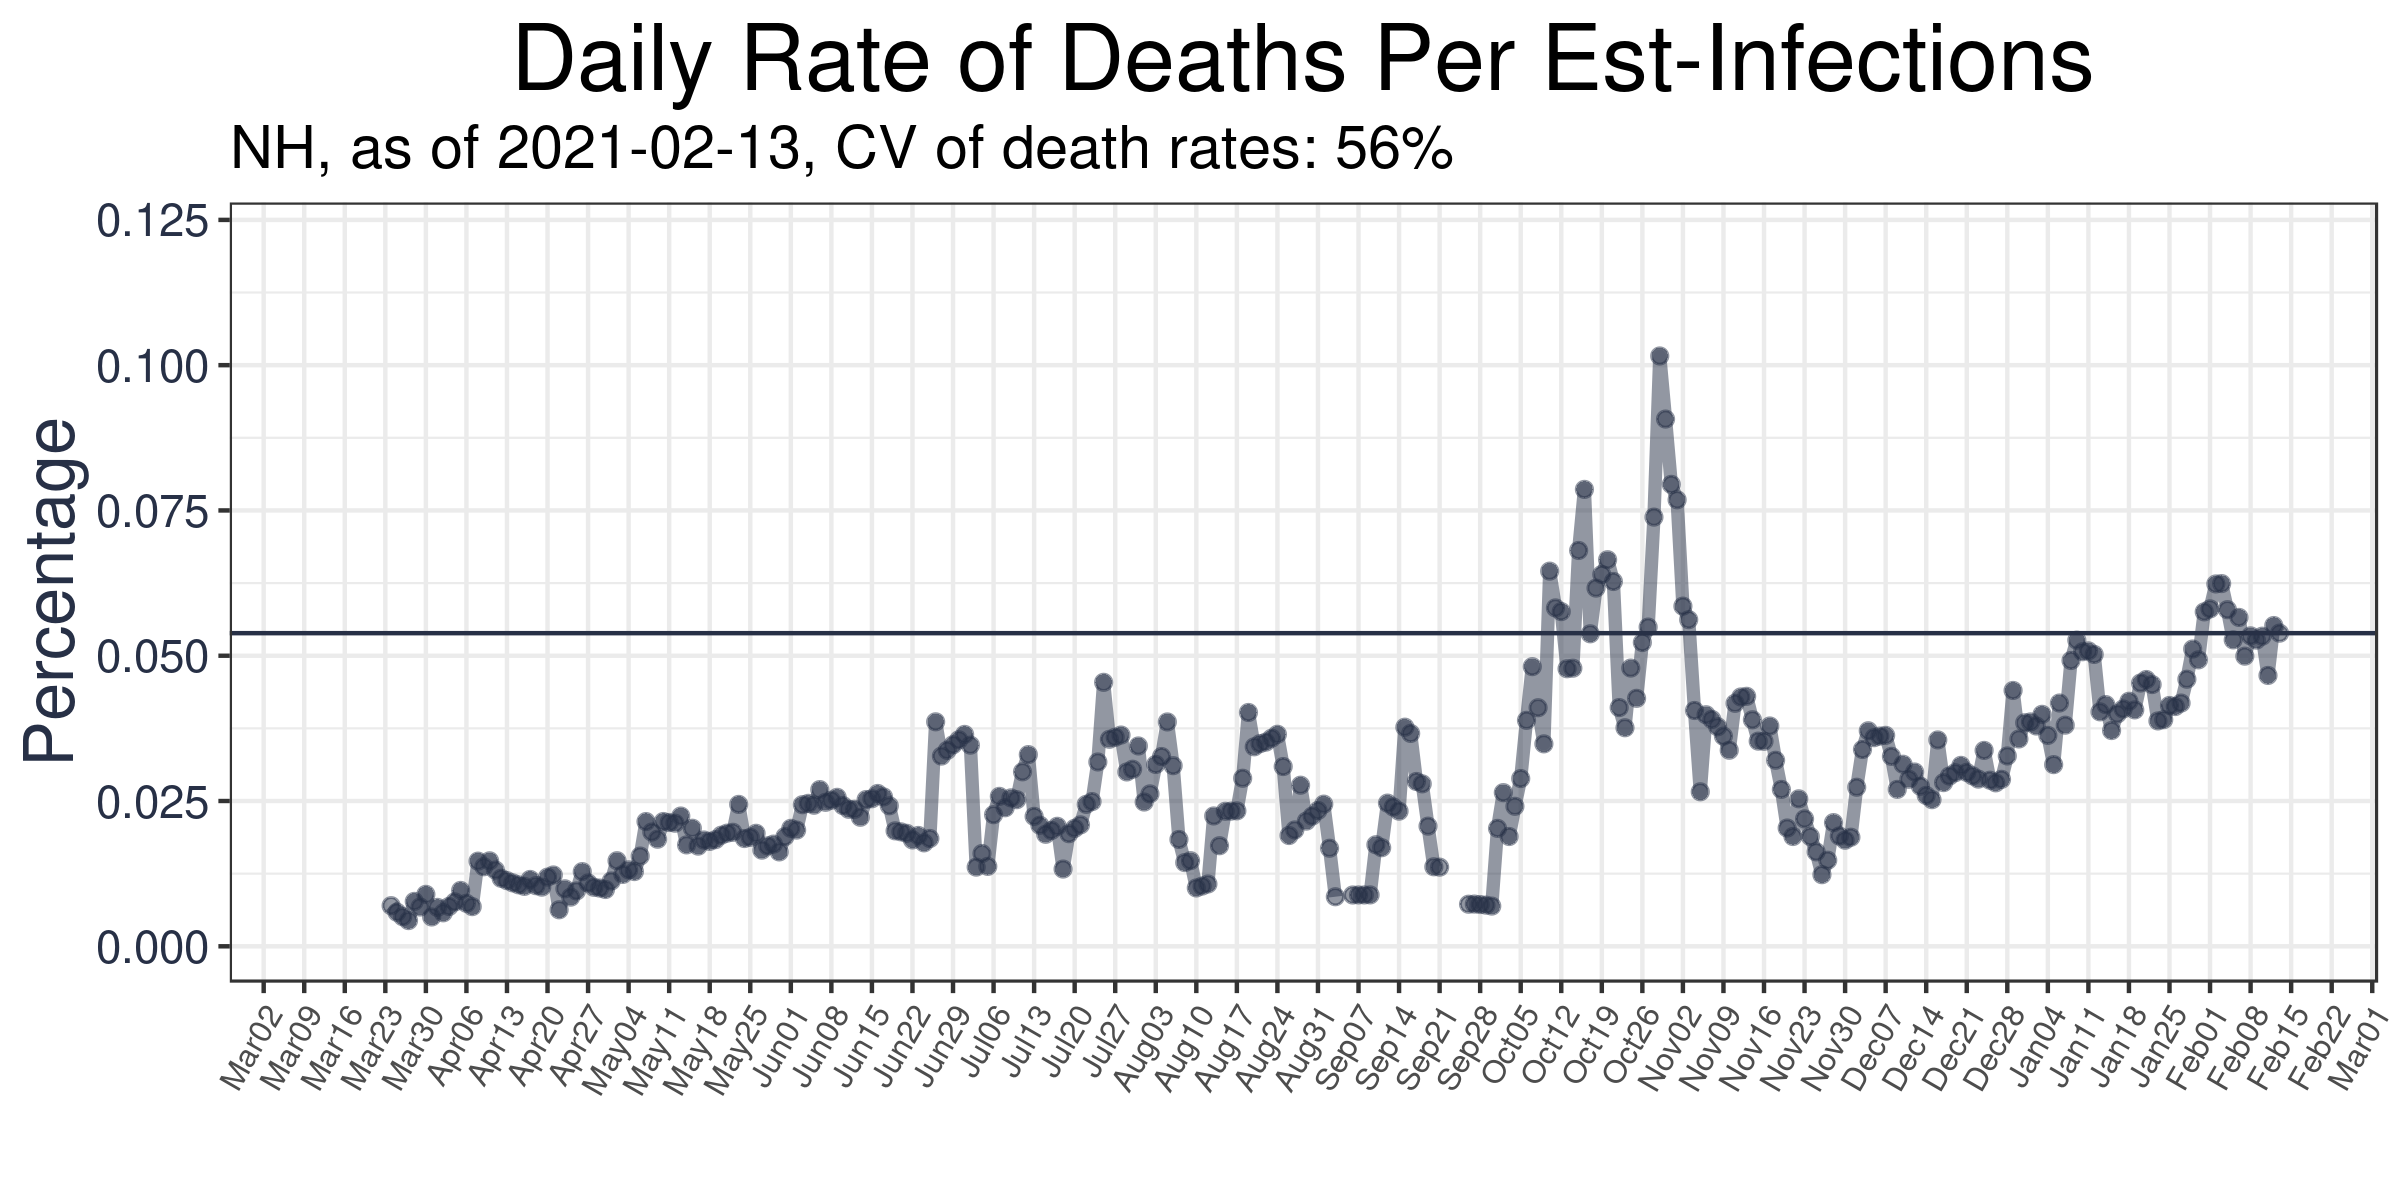 Daily Rate of Deaths Per Est-Infections
NH, as of 2021-02-13, CV of death rates: 56%
Percentage
0.125
0.100
0.075
0.050
0.025
0.000
Mar02
Mar09
Mar16
Mar23
Mar30
Apr06
Apr13
Apr20
Apr27
May04
May11
May18
May25
Jun01
Jun08
Jun15
Jun22
Jun29
Jul06
Jul13
Jul20
Jul27
Aug03
Aug10
Aug17
Aug24
Aug31
Sep07
Sep14
Sep21
Sep28
Oct05
Oct12
Oct19
Oct26
Nov02
Nov09
Nov16
Nov23
Nov30
Dec07
Dec14
Dec21
Dec28
Jan04
Jan11
Jan18
Jan25
Feb01
Feb08
Feb15
Feb22
Mar01